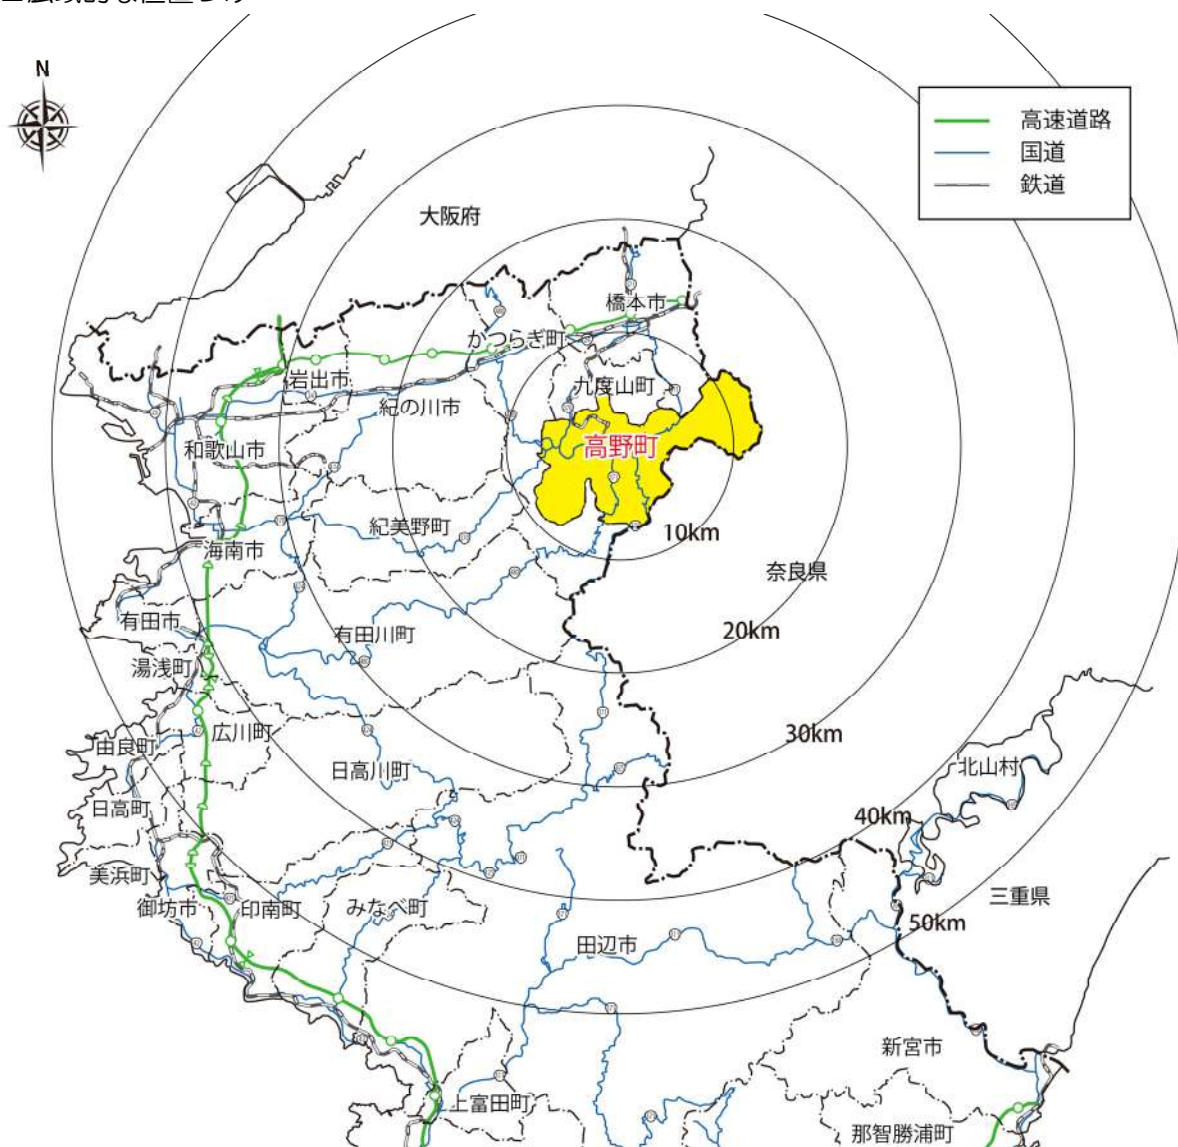 N
高速道路
国道
鉄道
大阪府
橋本市
かつらぎ町
岩出市
九度山町
紀の川市
和歌山市
高野町
紀美野町
10km
海南市
奈良県
有田市
有田川町
20km
湯浅町
広川町
30km
由良町
日高川町
北山村
日高町
40km
美浜町
三重県
御坊市
印南町
みなべ町
50km
田辺市
新宮市
上富田町
那智勝浦町